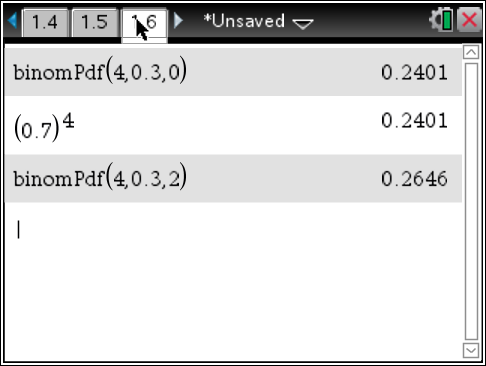 1.4 1.5 1.6 *Unsaved
binomPdf(4,0.3,0) 0.2401
(0.7)⁴ 0.2401
binomPdf(4,0.3,2) 0.2646